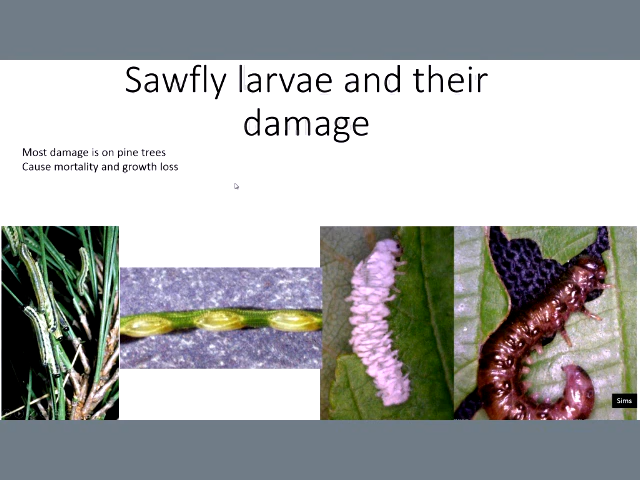 Sawfly larvae and their
damage
Most damage is on pine trees
Cause mortality and growth loss
Sims